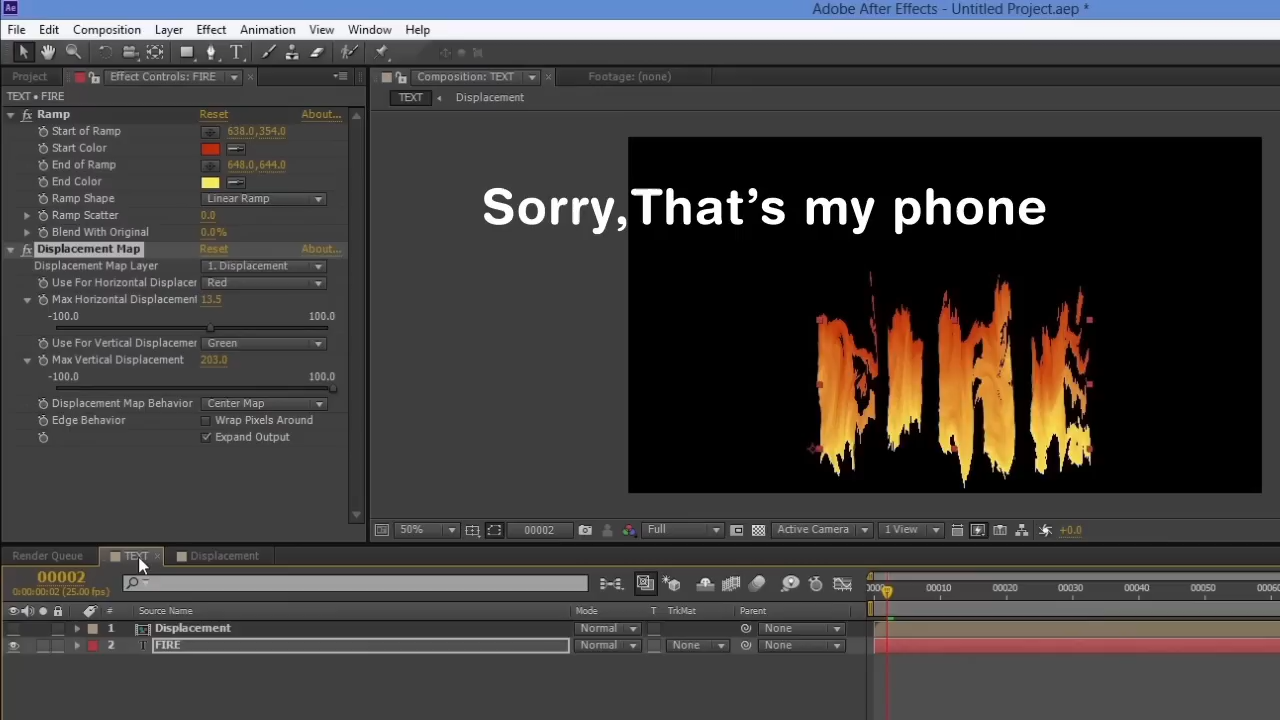 Ae
Adobe After Effects - Untitled Project.aep *
File Edit Composition Layer Effect Animation View Window Help
Project Effect Controls: FIRE
Composition: TEXT Footage: (none)
TEXT • FIRE
TEXT Displacement
fx Ramp Reset About...
Start of Ramp 638.0,354.0
Start Color
End of Ramp 648.0,644.0
End Color
Ramp Shape Linear Ramp
Ramp Scatter 0.0
Blend With Original 0.0%
fx Displacement Map Reset About...
Displacement Map Layer 1. Displacement
Use For Horizontal Displacer Red
Max Horizontal Displacement 13.5
-100.0 100.0
Use For Vertical Displacemer Green
Max Vertical Displacement 203.0
-100.0 100.0
Displacement Map Behavior Center Map
Edge Behavior Wrap Pixels Around
Expand Output
Sorry,That's my phone
FIRE
50% 00002 Full Active Camera 1 View +0.0
Render Queue TEXT Displacement
00002
0:00:00:02 (25.00 fps)
0000 00010 00020 00030 00040 00050
# Source Name Mode T TrkMat Parent
1 Displacement Normal None
2 T FIRE Normal None None